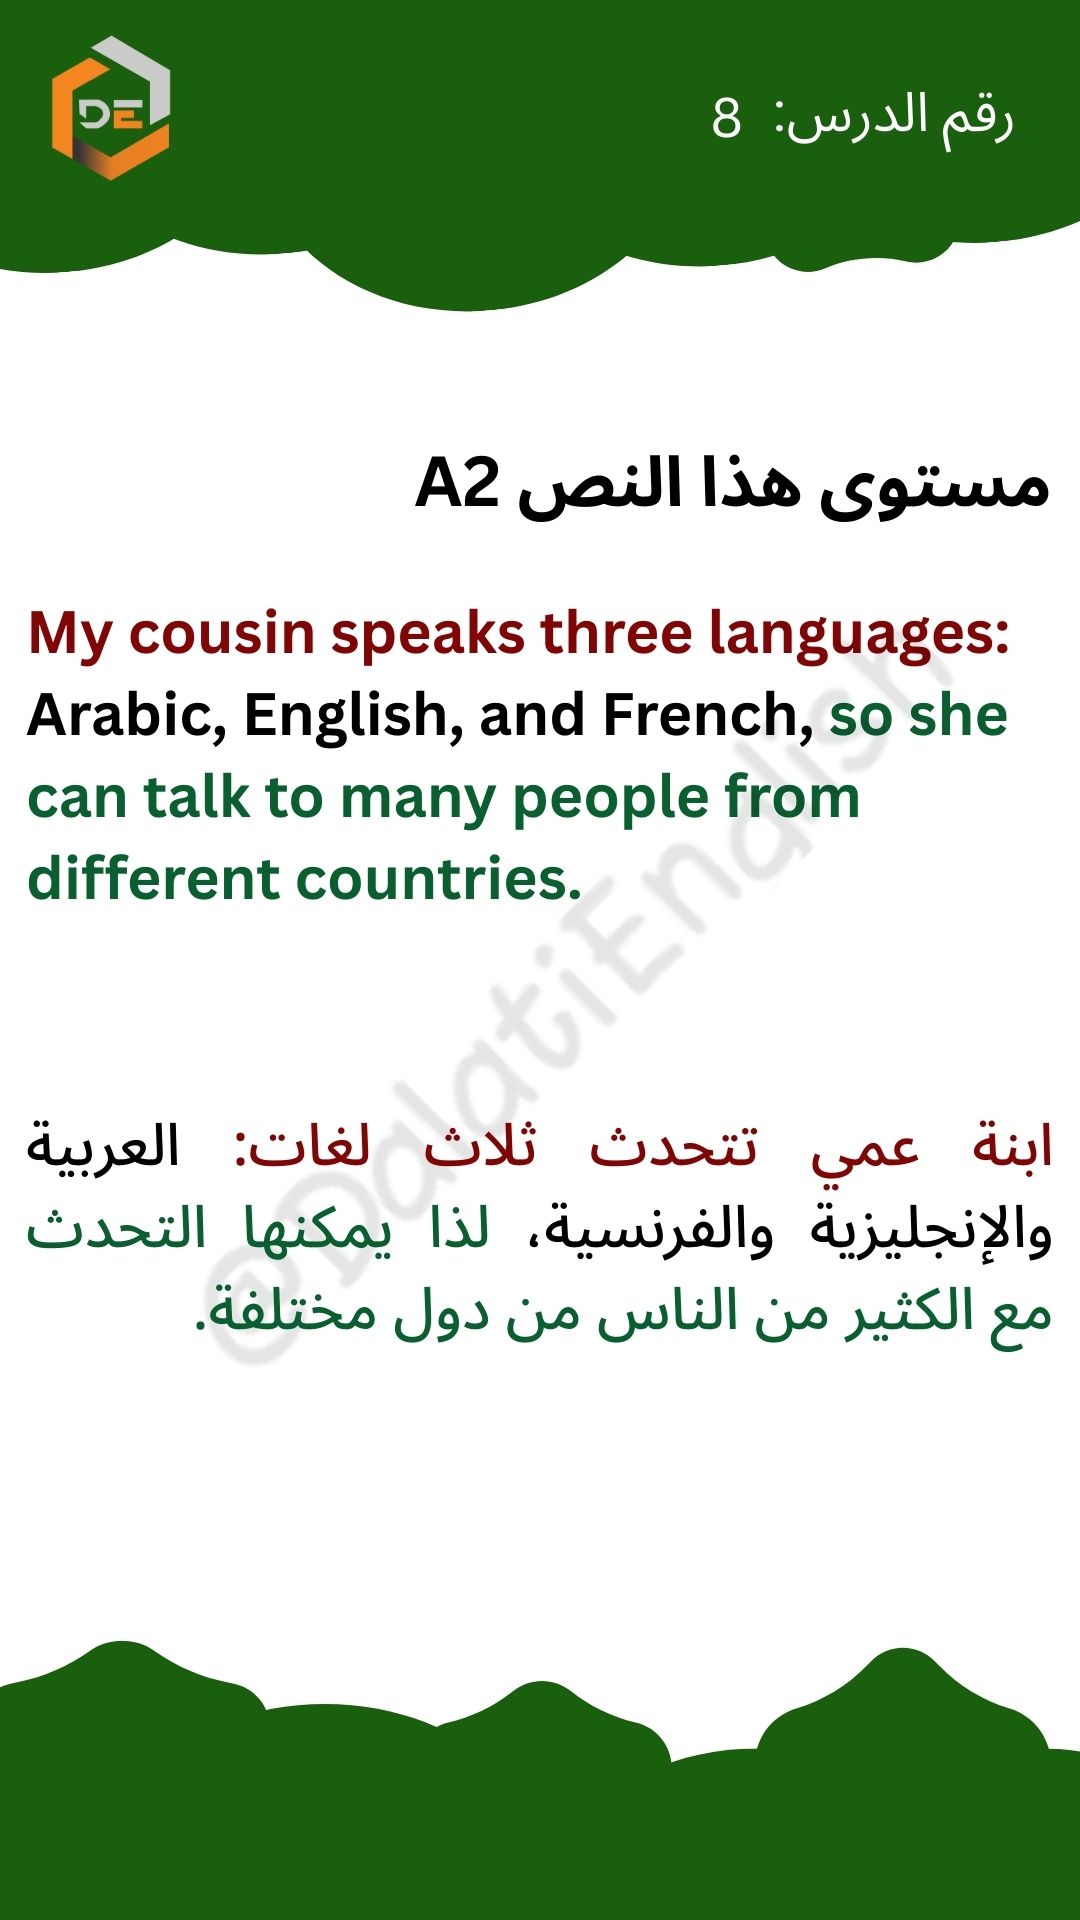 DE
رقم الدرس: 8
مستوى هذا النص A2
My cousin speaks three languages:
Arabic, English, and French, so she
can talk to many people from
different countries.
@DalatiEnglish
ابنة عمي تتحدث ثلاث لغات: العربية
والإنجليزية والفرنسية، لذا يمكنها التحدث
مع الكثير من الناس من دول مختلفة.